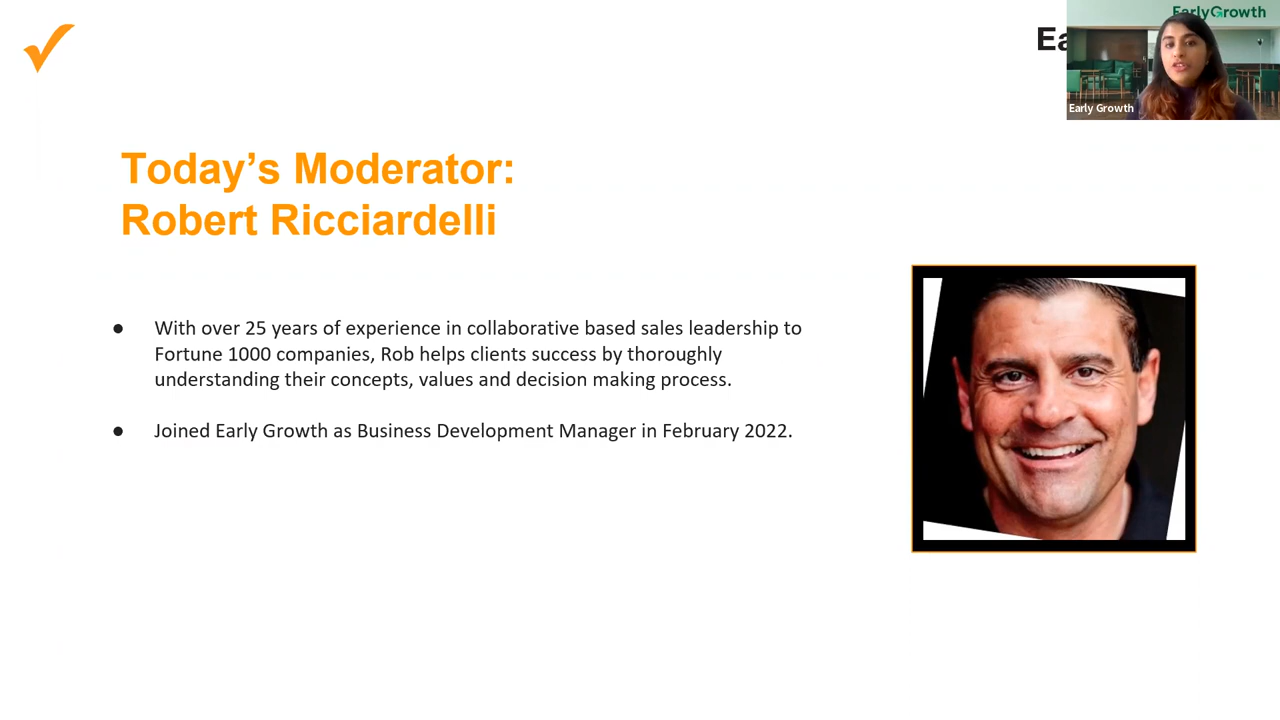 Ea
EarlyGrowth
Early Growth
Today's Moderator:
Robert Ricciardelli
● With over 25 years of experience in collaborative based sales leadership to
Fortune 1000 companies, Rob helps clients success by thoroughly
understanding their concepts, values and decision making process.
● Joined Early Growth as Business Development Manager in February 2022.